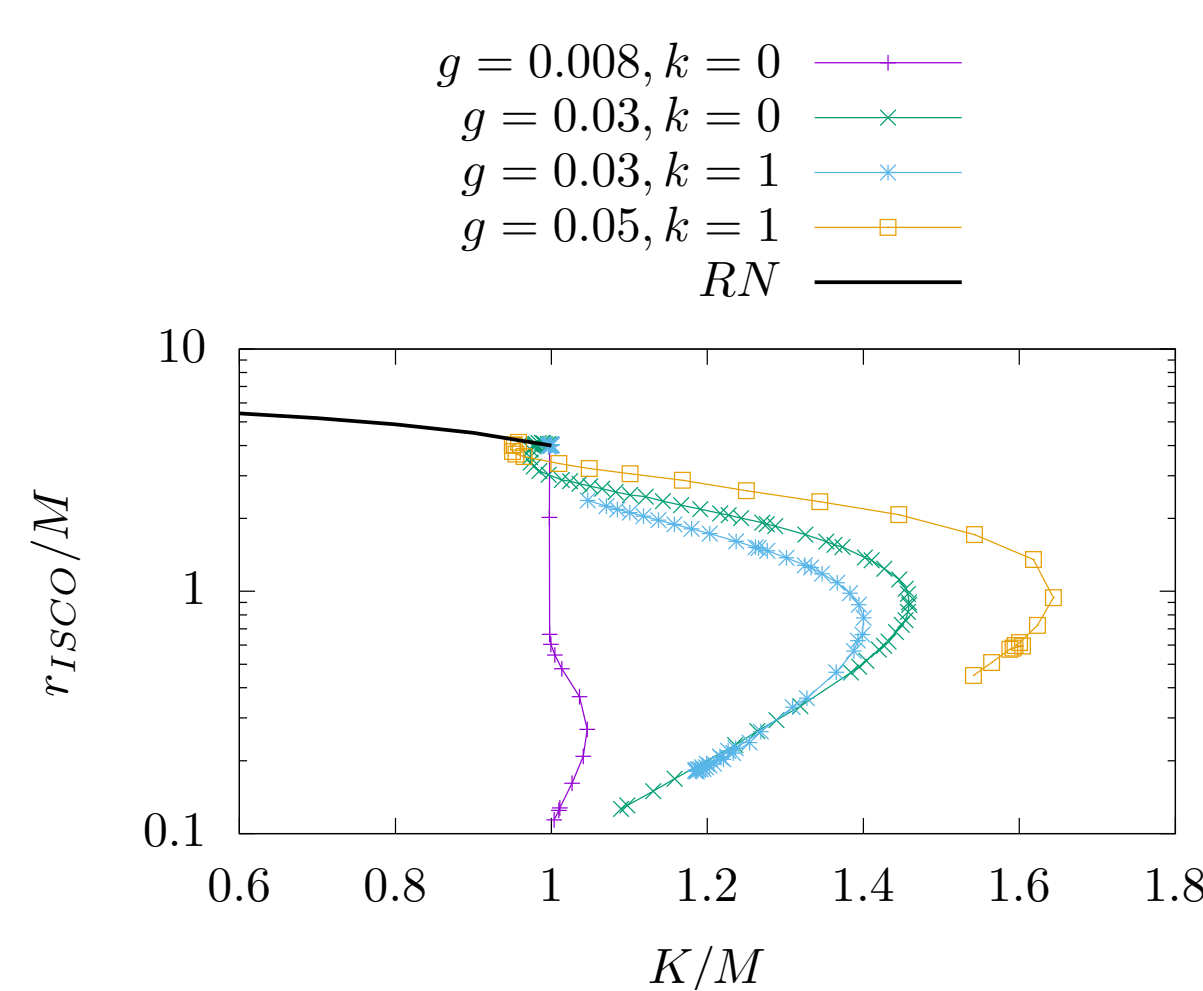 g = 0.008, k = 0
g = 0.03, k = 0
g = 0.03, k = 1
g = 0.05, k = 1
RN
10
1
0.1
r_{ISCO}/M
0.6 0.8 1 1.2 1.4 1.6 1.8
K/M